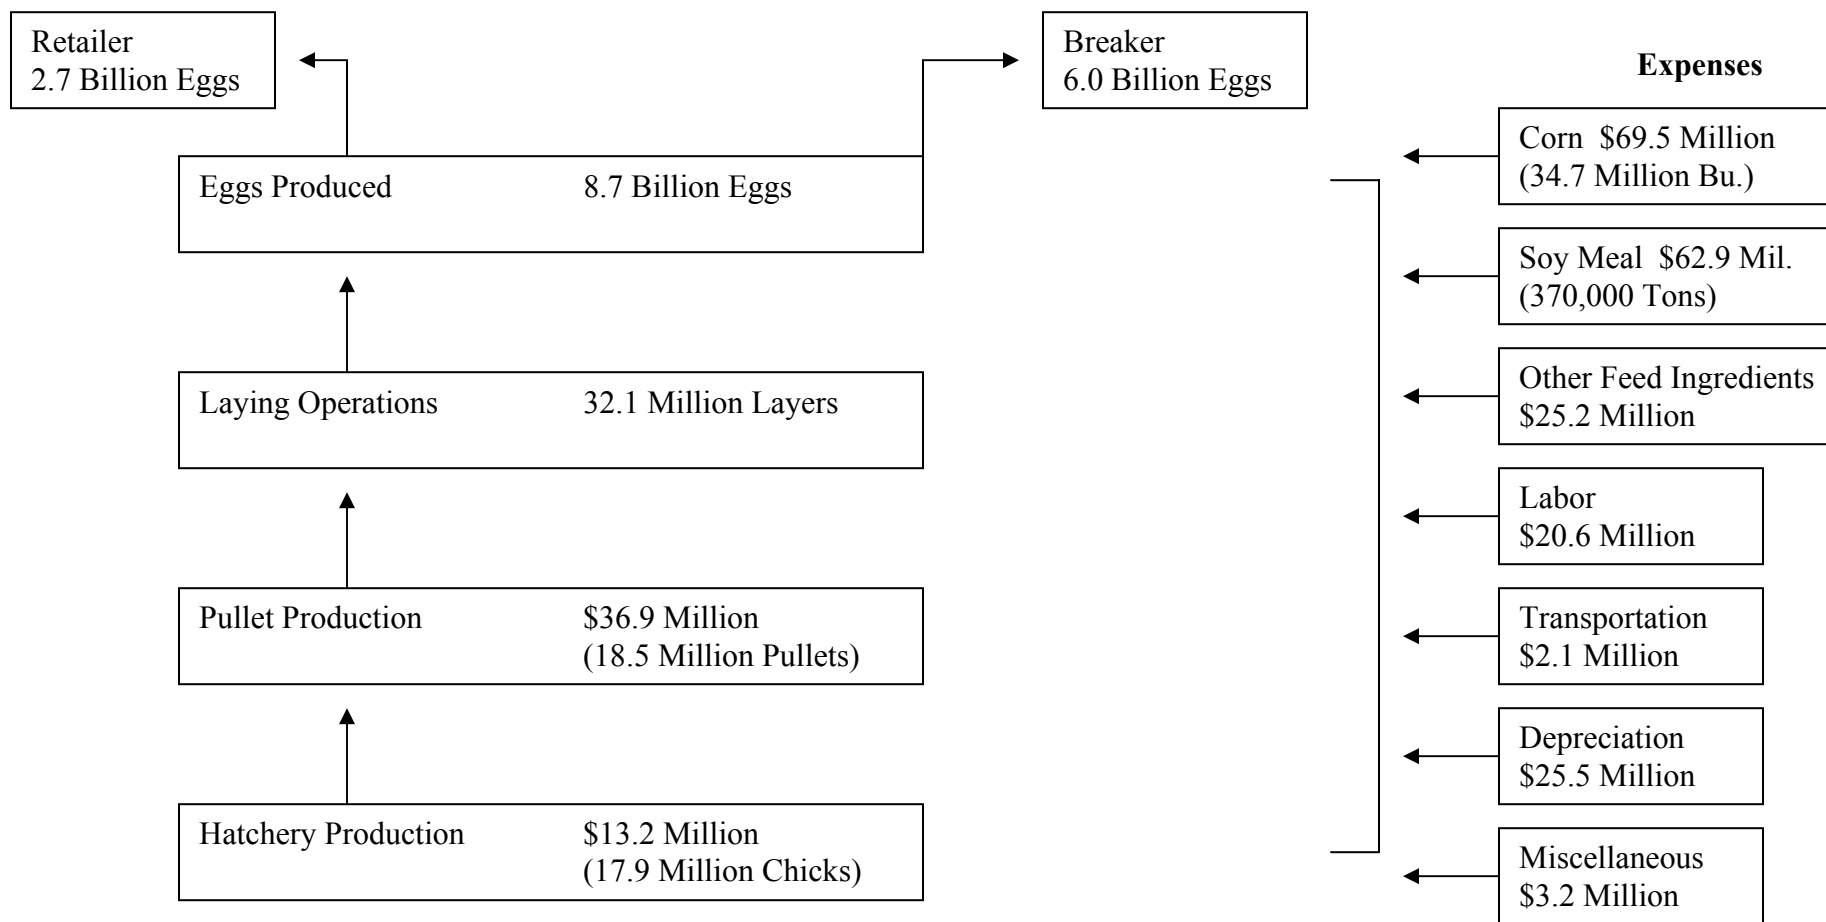 Retailer
2.7 Billion Eggs
Breaker
6.0 Billion Eggs
Expenses
Eggs Produced 8.7 Billion Eggs
Laying Operations 32.1 Million Layers
Pullet Production $36.9 Million
(18.5 Million Pullets)
Hatchery Production $13.2 Million
(17.9 Million Chicks)
Corn $69.5 Million
(34.7 Million Bu.)
Soy Meal $62.9 Mil.
(370,000 Tons)
Other Feed Ingredients
$25.2 Million
Labor
$20.6 Million
Transportation
$2.1 Million
Depreciation
$25.5 Million
Miscellaneous
$3.2 Million